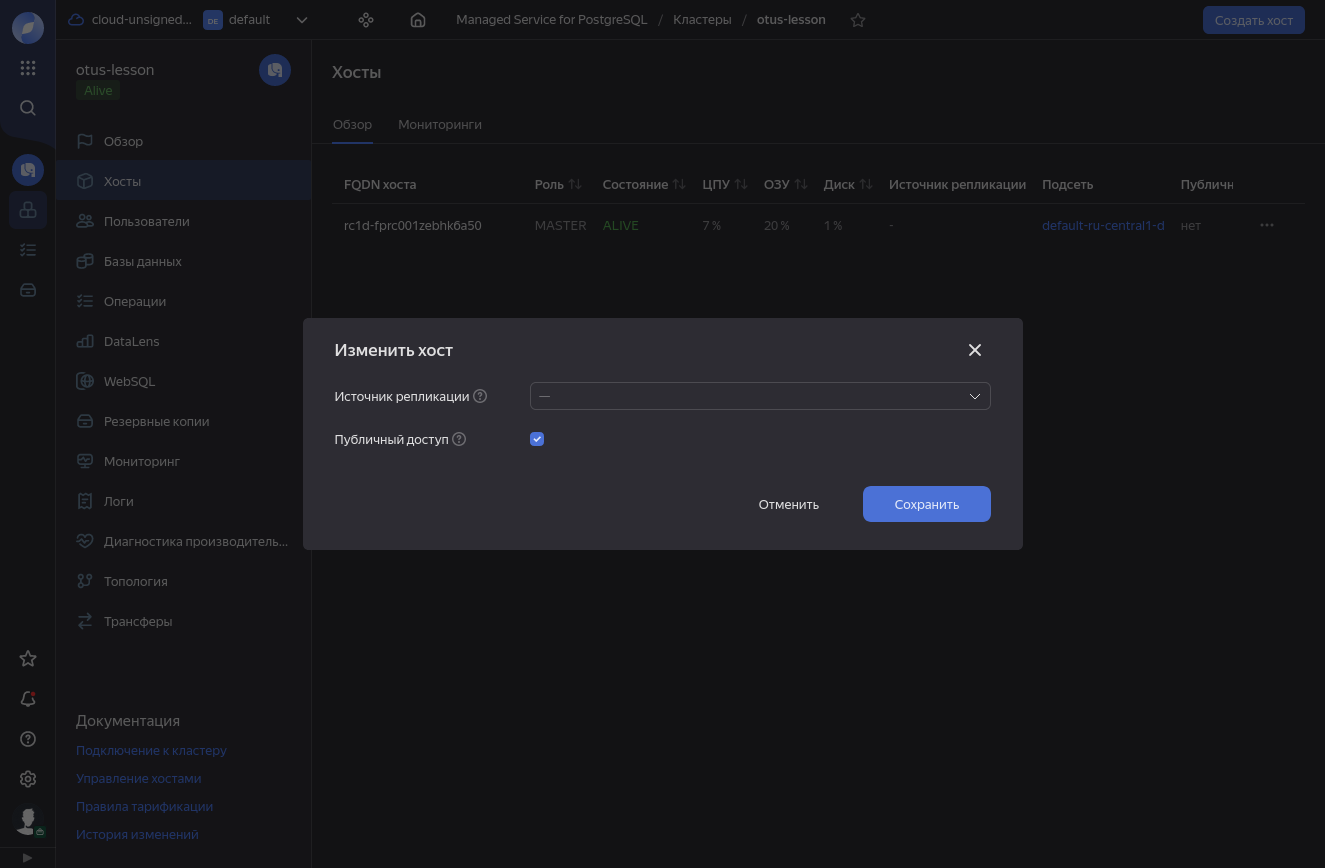 cloud-unsigned... DE default
Managed Service for PostgreSQL / Кластеры / otus-lesson
Создать хост
otus-lesson
Alive
Обзор
Хосты
Пользователи
Базы данных
Операции
DataLens
WebSQL
Резервные копии
Мониторинг
Логи
Диагностика производитель...
Топология
Трансферы
Документация
Подключение к кластеру
Управление хостами
Правила тарификации
История изменений
Хосты
Обзор Мониторинги
FQDN хоста Роль Состояние ЦПУ ОЗУ Диск Источник репликации Подсеть Публичн
rc1d-fprc001zebhk6a50 MASTER ALIVE 7 % 20 % 1 % - default-ru-central1-d нет
Изменить хост
Источник репликации —
Публичный доступ
Отменить Сохранить